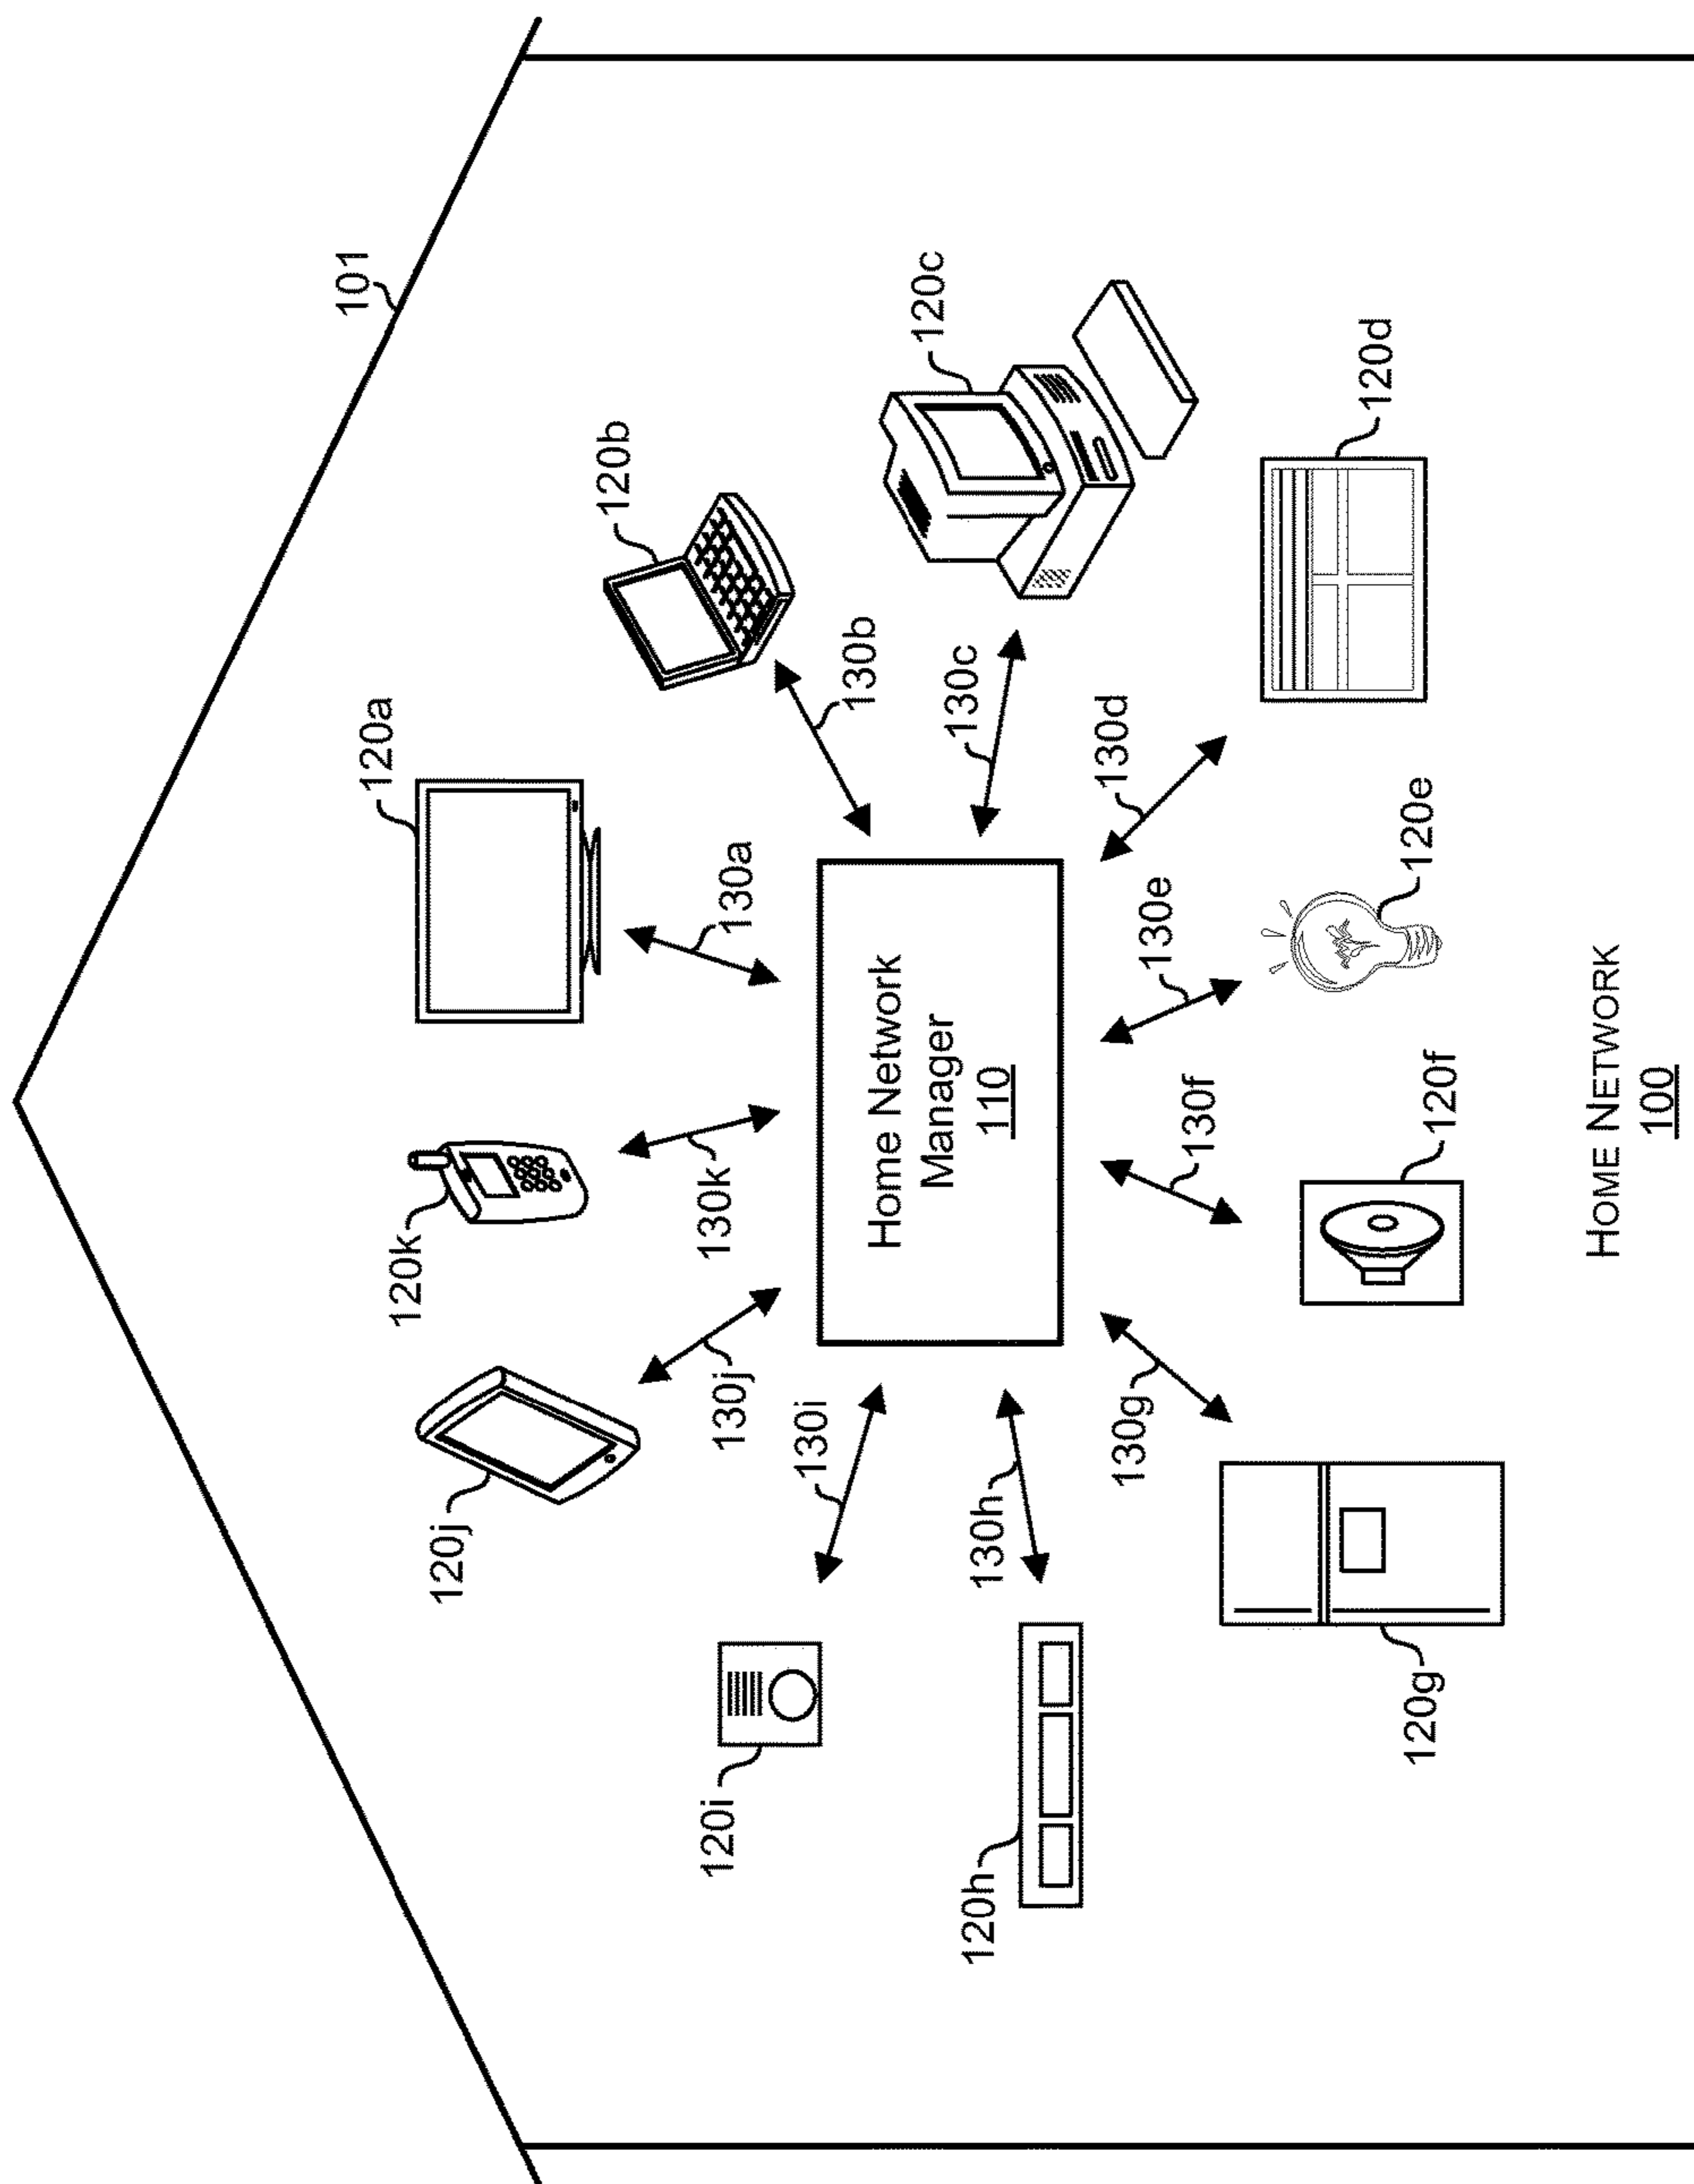 101
120a
120b
120k
120j
130a
130b
120c
130k
130j
130c
130i
120i
Home Network
Manager
110
130h
130d
120h
130g
130f
130e
120d
120g
120f
120e
HOME NETWORK
100